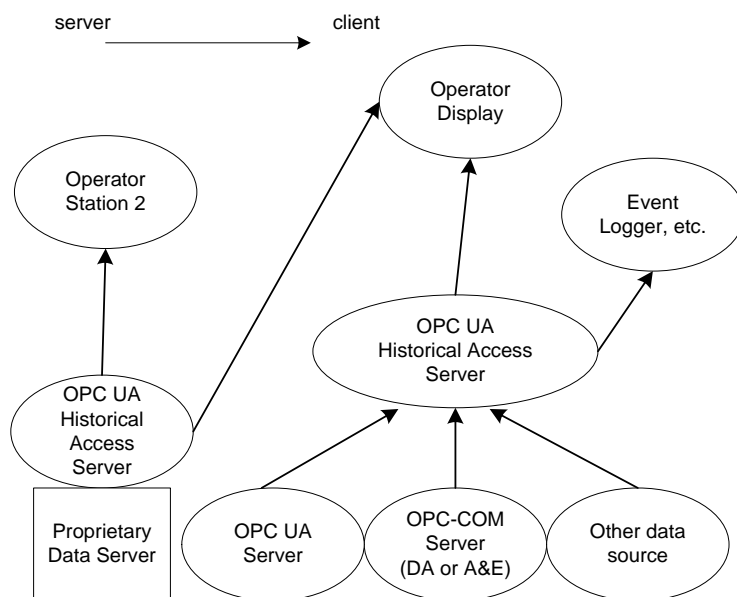 server
client
Operator
Display
Operator
Station 2
Event
Logger, etc.
OPC UA
Historical Access
Server
OPC UA
Historical
Access
Server
Proprietary
Data Server
OPC UA
Server
OPC-COM
Server
(DA or A&E)
Other data
source